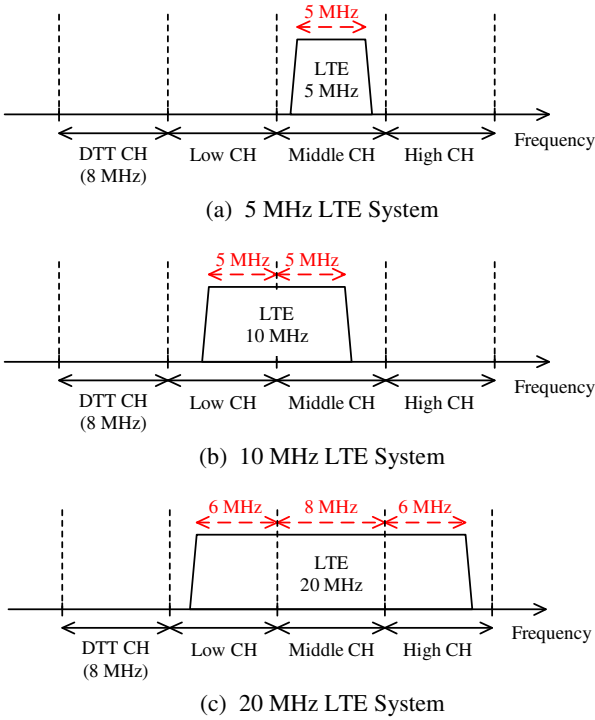 5 MHz
LTE
5 MHz
Frequency
DTT CH
(8 MHz)
Low CH
Middle CH
High CH
(a) 5 MHz LTE System
5 MHz
5 MHz
LTE
10 MHz
Frequency
DTT CH
(8 MHz)
Low CH
Middle CH
High CH
(b) 10 MHz LTE System
6 MHz
8 MHz
6 MHz
LTE
20 MHz
Frequency
DTT CH
(8 MHz)
Low CH
Middle CH
High CH
(c) 20 MHz LTE System